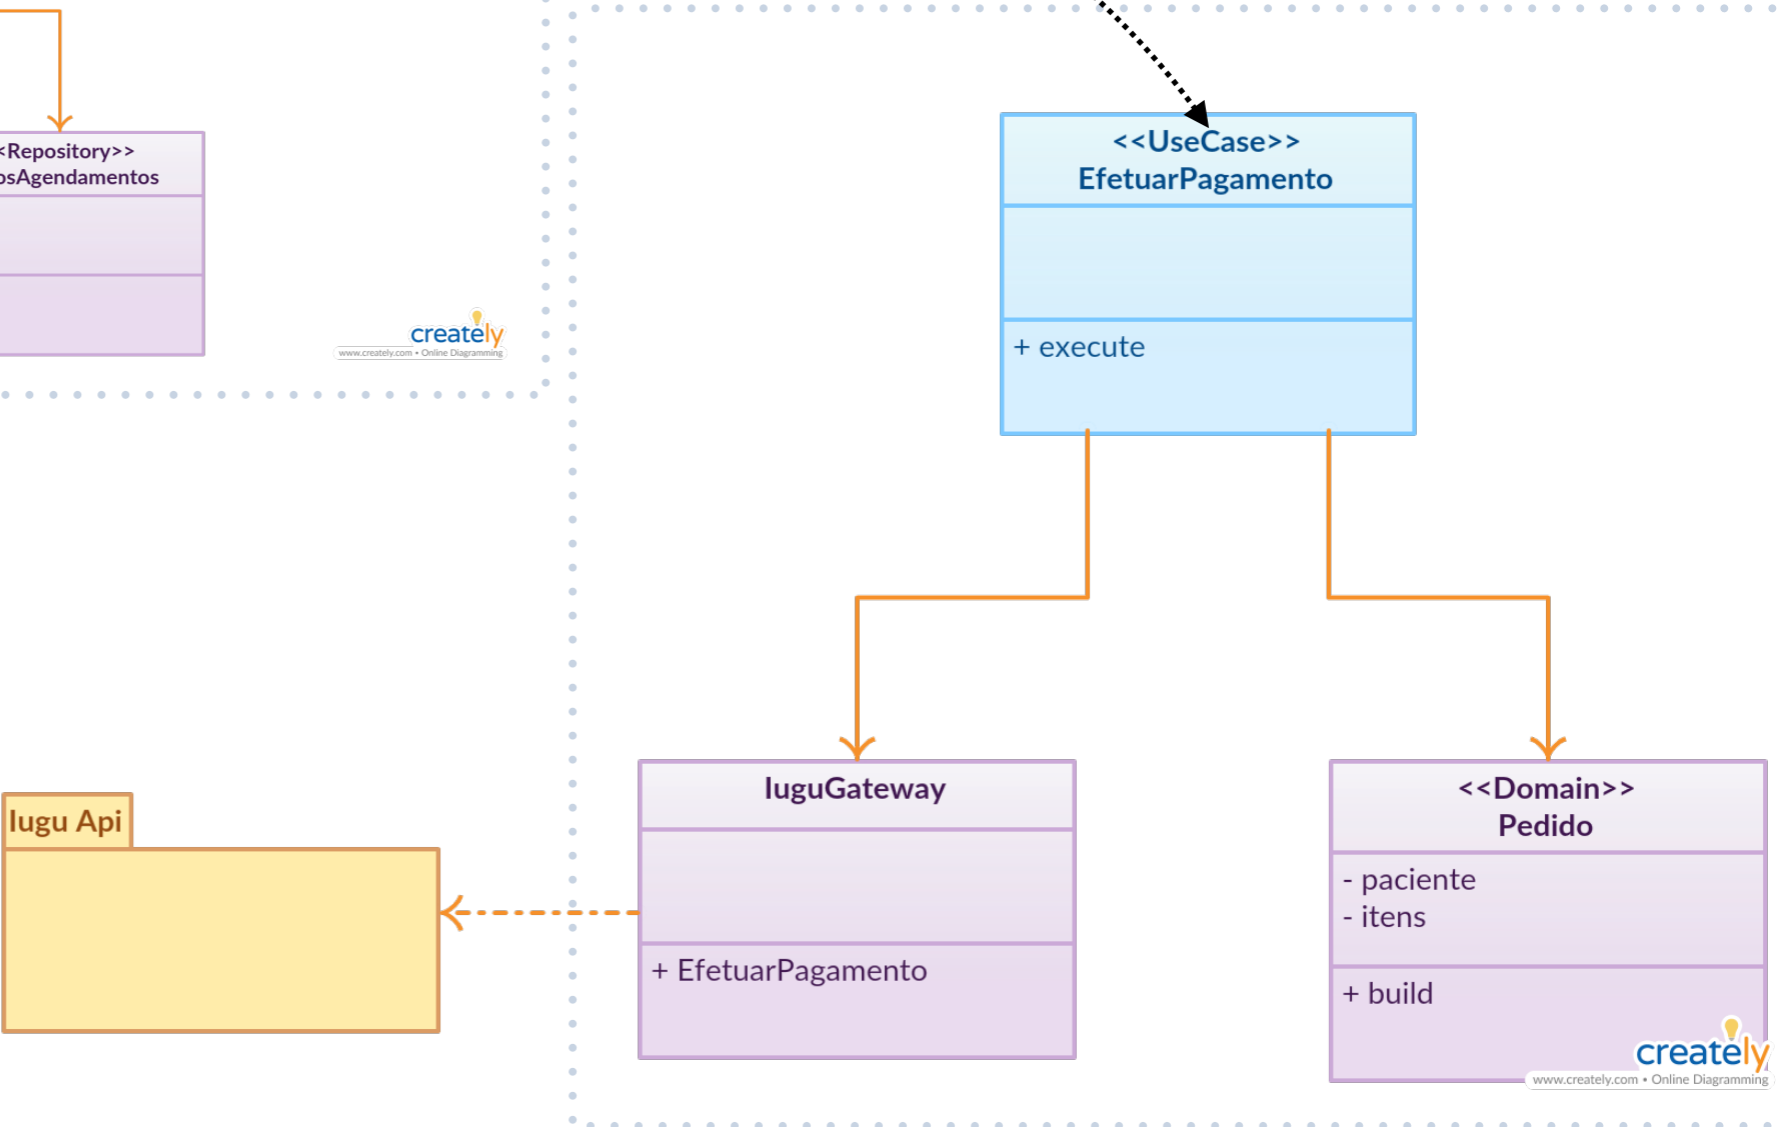 <Repository>>
osAgendamentos
creately
www.creately.com • Online Diagramming
<<UseCase>>
EfetuarPagamento
+ execute
Iugu Api
IuguGateway
+ EfetuarPagamento
<<Domain>>
Pedido
- paciente
- itens
+ build
creately
www.creately.com • Online Diagramming